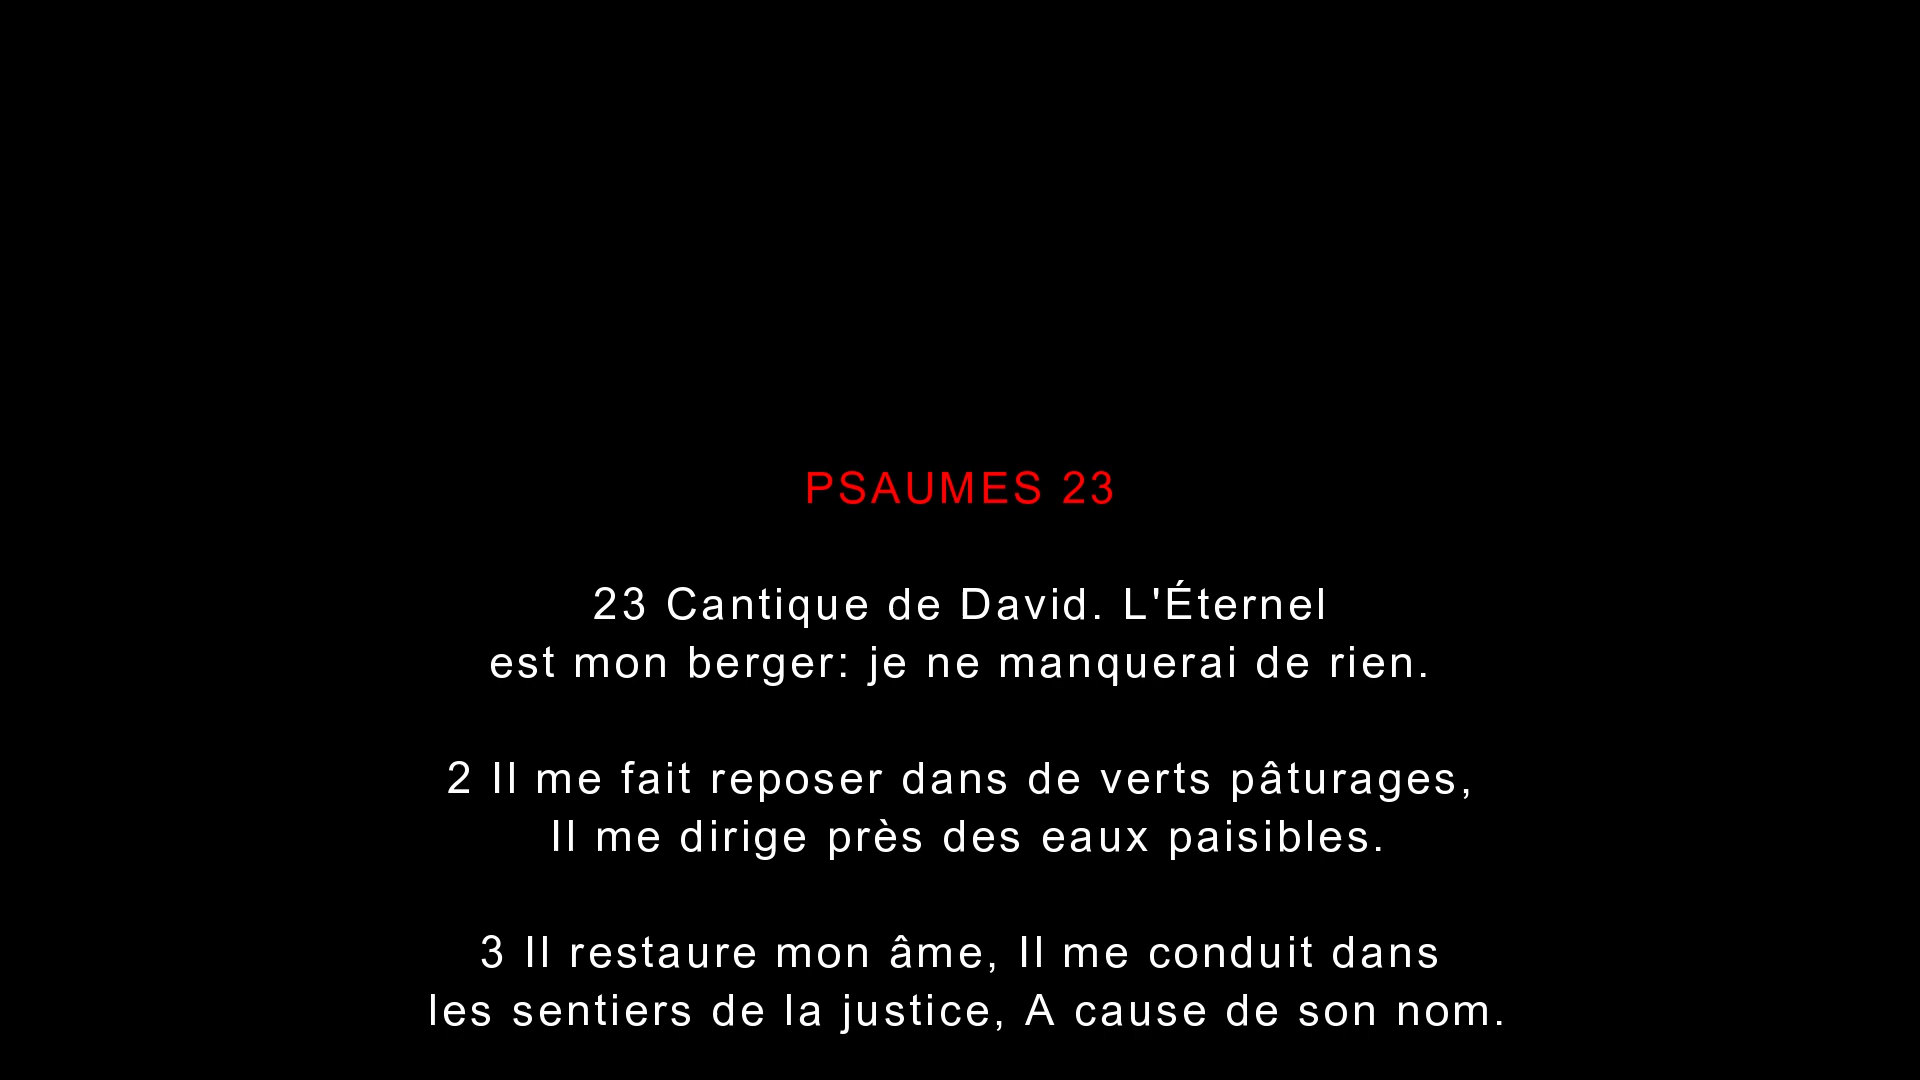 PSAUMES 23
23 Cantique de David. L'Éternel
est mon berger: je ne manquerai de rien.
2 Il me fait reposer dans de verts pâturages,
Il me dirige près des eaux paisibles.
3 Il restaure mon âme, Il me conduit dans
les sentiers de la justice, A cause de son nom.